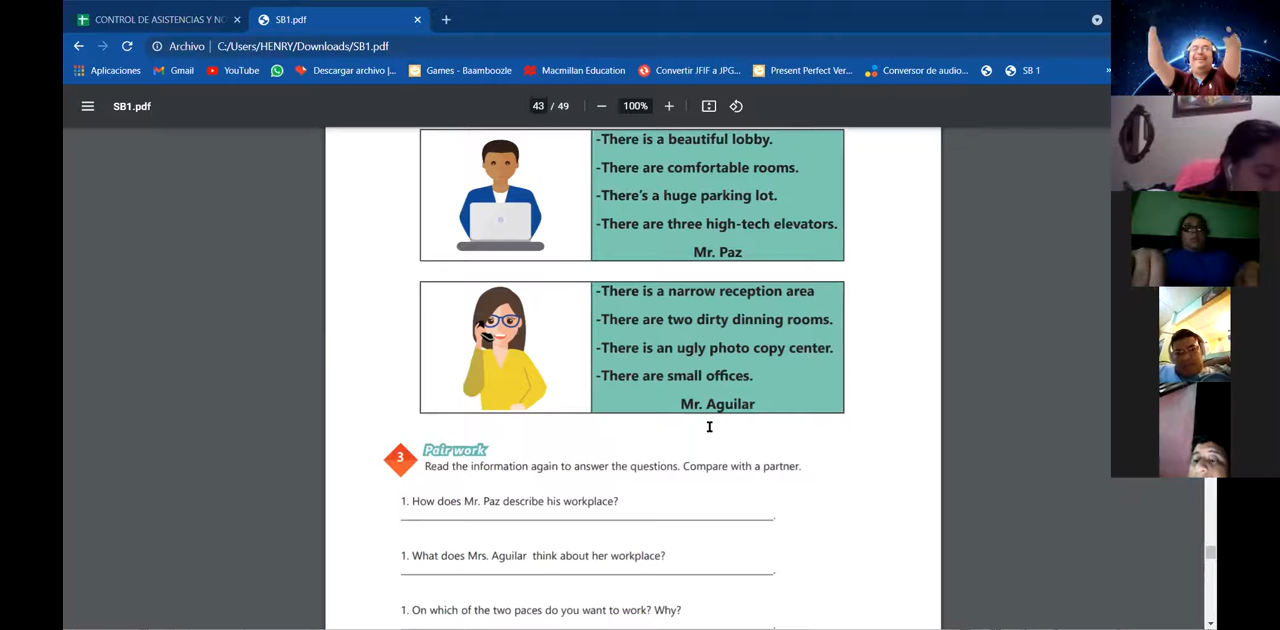 CONTROL DE ASISTENCIAS Y NO
SB1.pdf
Archivo
C:/Users/HENRY/Downloads/SB1.pdf
Aplicaciones
Gmail
YouTube
Descargar archivo |...
Games - Baamboozle
Macmillan Education
Convertir JFIF a JPG...
Present Perfect Ver...
Conversor de audio...
SB 1
»
SB1.pdf
43 / 49
100%
-There is a beautiful lobby.
-There are comfortable rooms.
-There's a huge parking lot.
-There are three high-tech elevators.
Mr. Paz
-There is a narrow reception area
-There are two dirty dinning rooms.
-There is an ugly photo copy center.
-There are small offices.
Mr. Aguilar
3
Pair work
Read the information again to answer the questions. Compare with a partner.
1. How does Mr. Paz describe his workplace?
1. What does Mrs. Aguilar think about her workplace?
1. On which of the two paces do you want to work? Why?